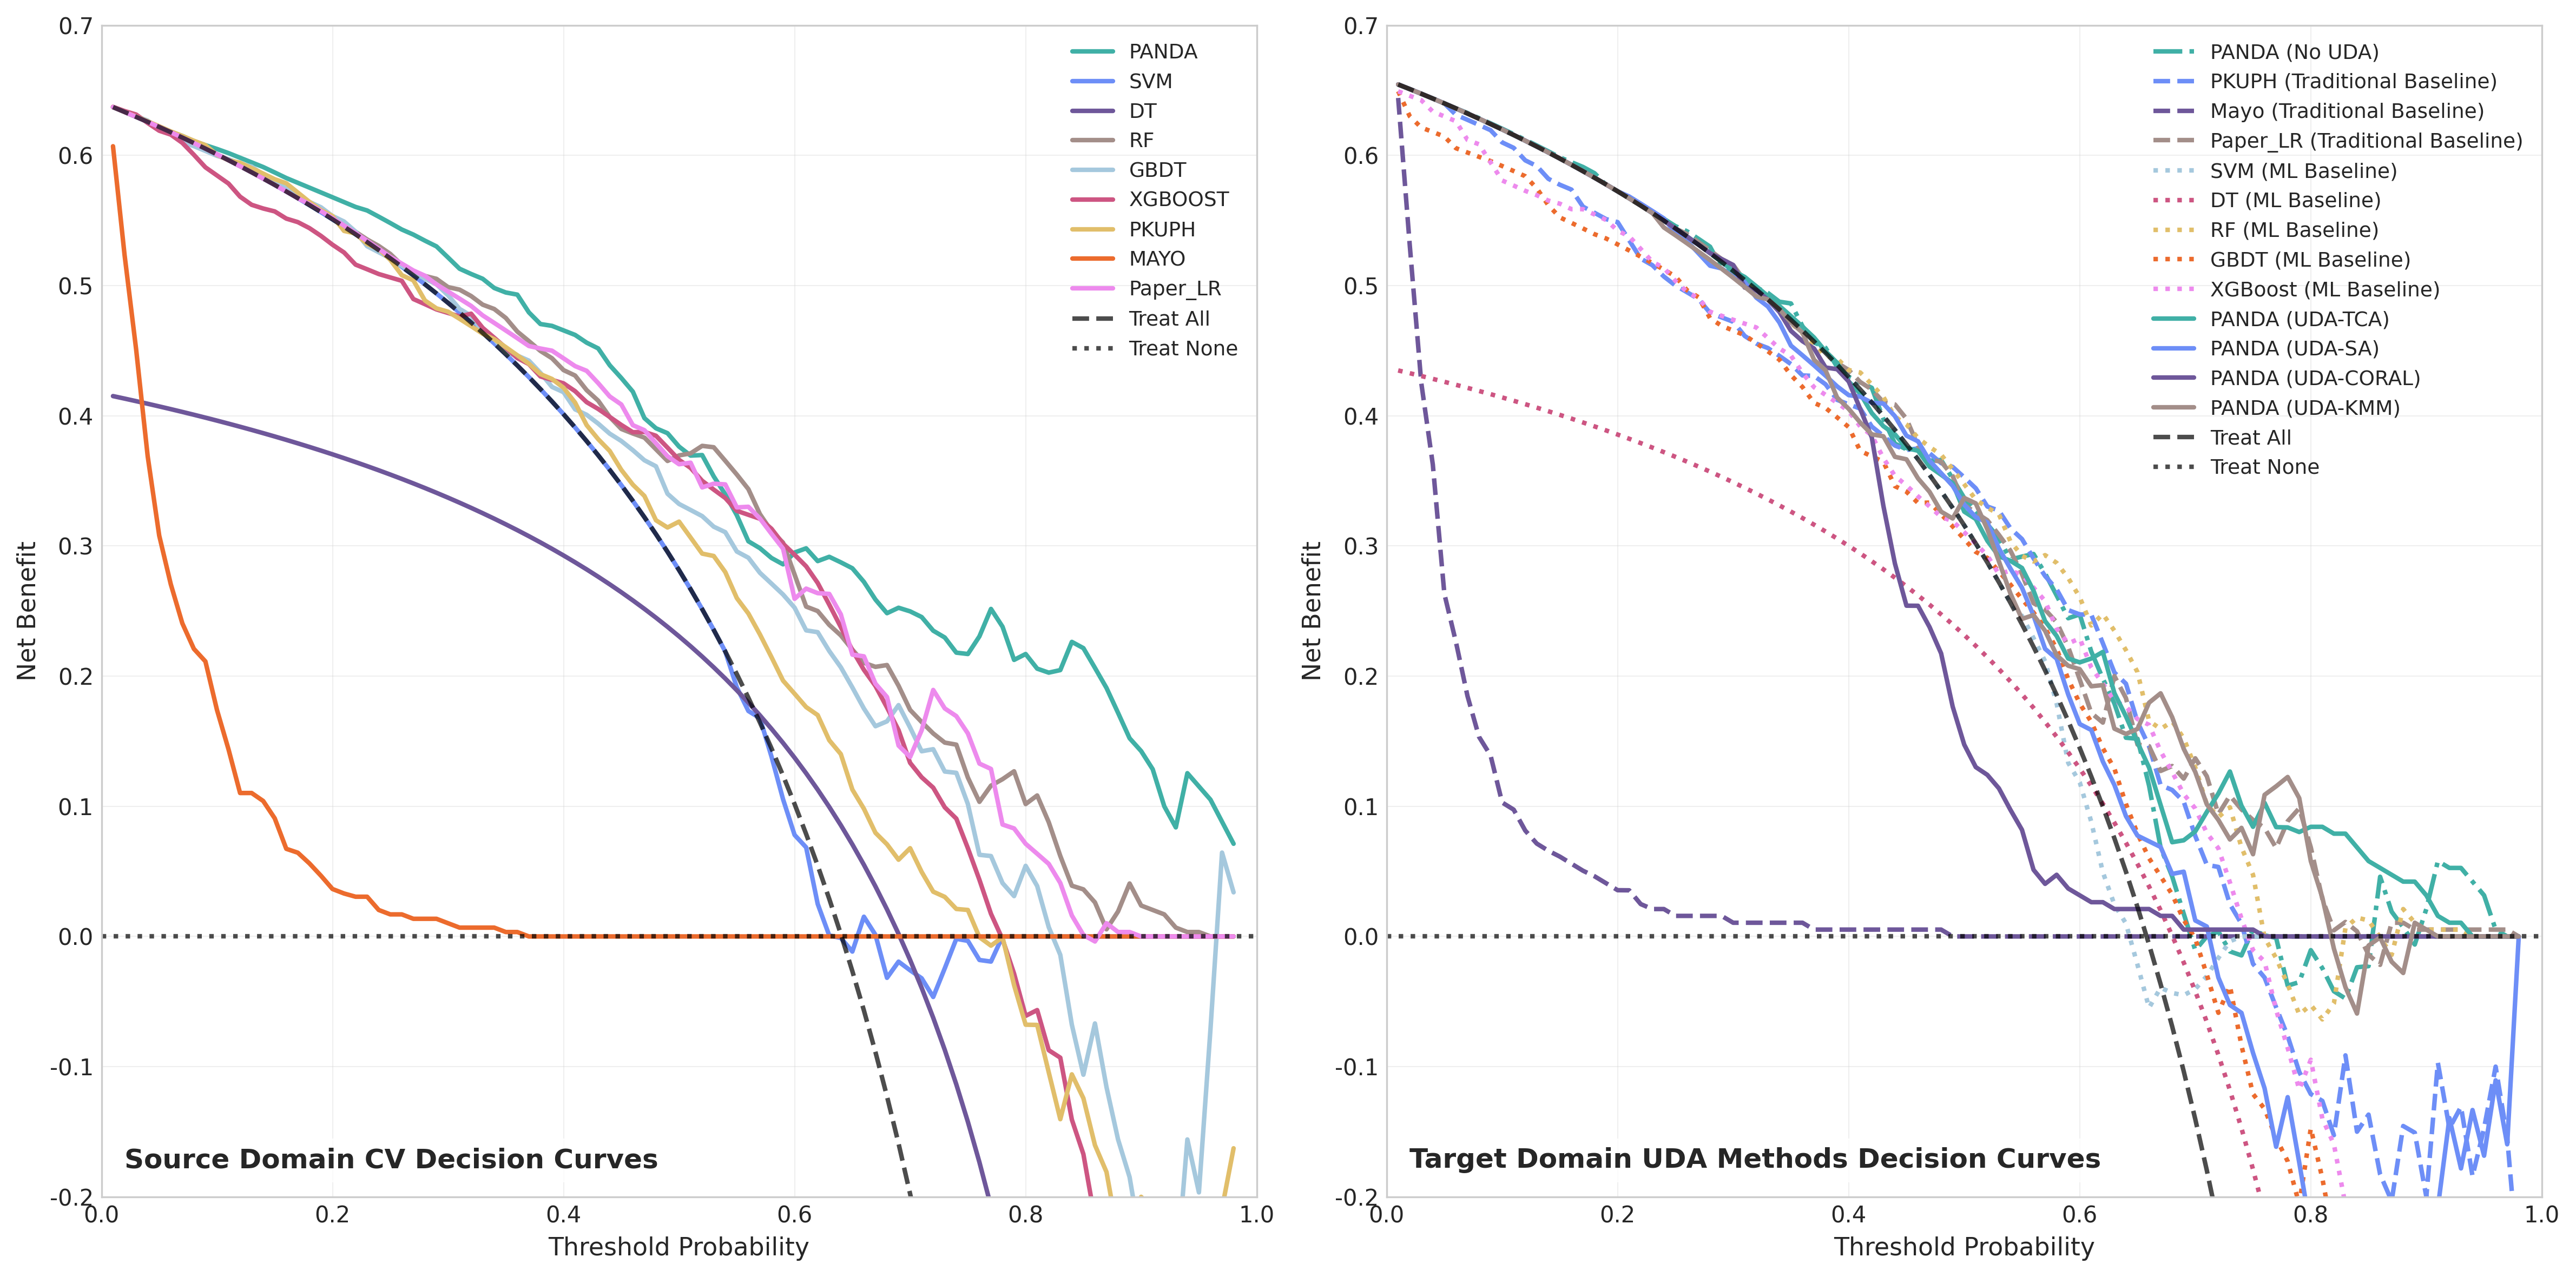 0.7
0.6
0.5
0.4
0.3
0.2
0.1
0.0
-0.1
-0.2
Net Benefit
PANDA
SVM
DT
RF
GBDT
XGBOOST
PKUPH
MAYO
Paper_LR
Treat All
Treat None
Source Domain CV Decision Curves
0.0 0.2 0.4 0.6 0.8 1.0
Threshold Probability
0.7
0.6
0.5
0.4
0.3
0.2
0.1
0.0
-0.1
-0.2
Net Benefit
PANDA (No UDA)
PKUPH (Traditional Baseline)
Mayo (Traditional Baseline)
Paper_LR (Traditional Baseline)
SVM (ML Baseline)
DT (ML Baseline)
RF (ML Baseline)
GBDT (ML Baseline)
XGBoost (ML Baseline)
PANDA (UDA-TCA)
PANDA (UDA-SA)
PANDA (UDA-CORAL)
PANDA (UDA-KMM)
Treat All
Treat None
Target Domain UDA Methods Decision Curves
0.0 0.2 0.4 0.6 0.8 1.0
Threshold Probability